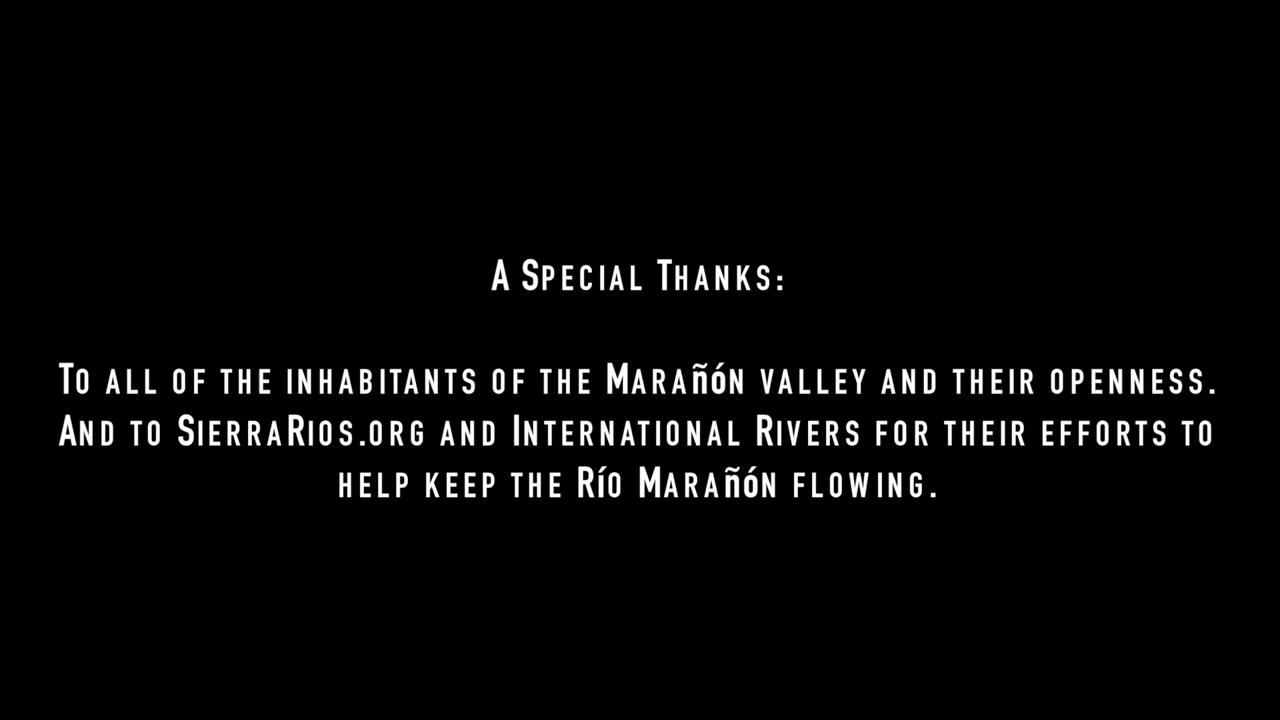 A Special Thanks:
To all of the inhabitants of the Marañón valley and their openness.
And to SierraRios.org and International Rivers for their efforts to
help keep the Río Marañón flowing.